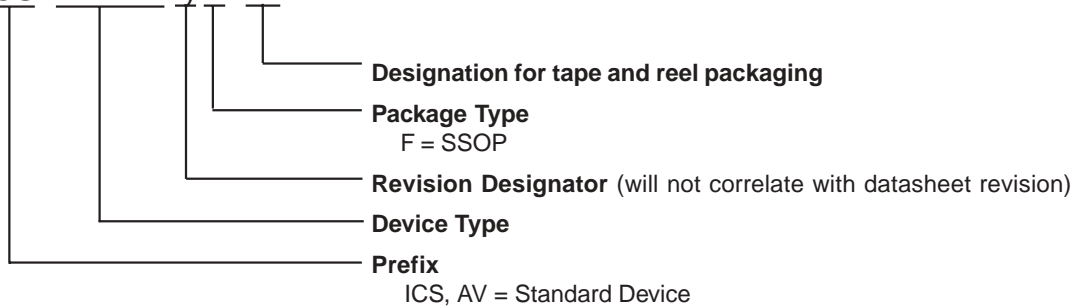 Designation for tape and reel packaging
Package Type
F = SSOP
Revision Designator (will not correlate with datasheet revision)
Device Type
Prefix
ICS, AV = Standard Device